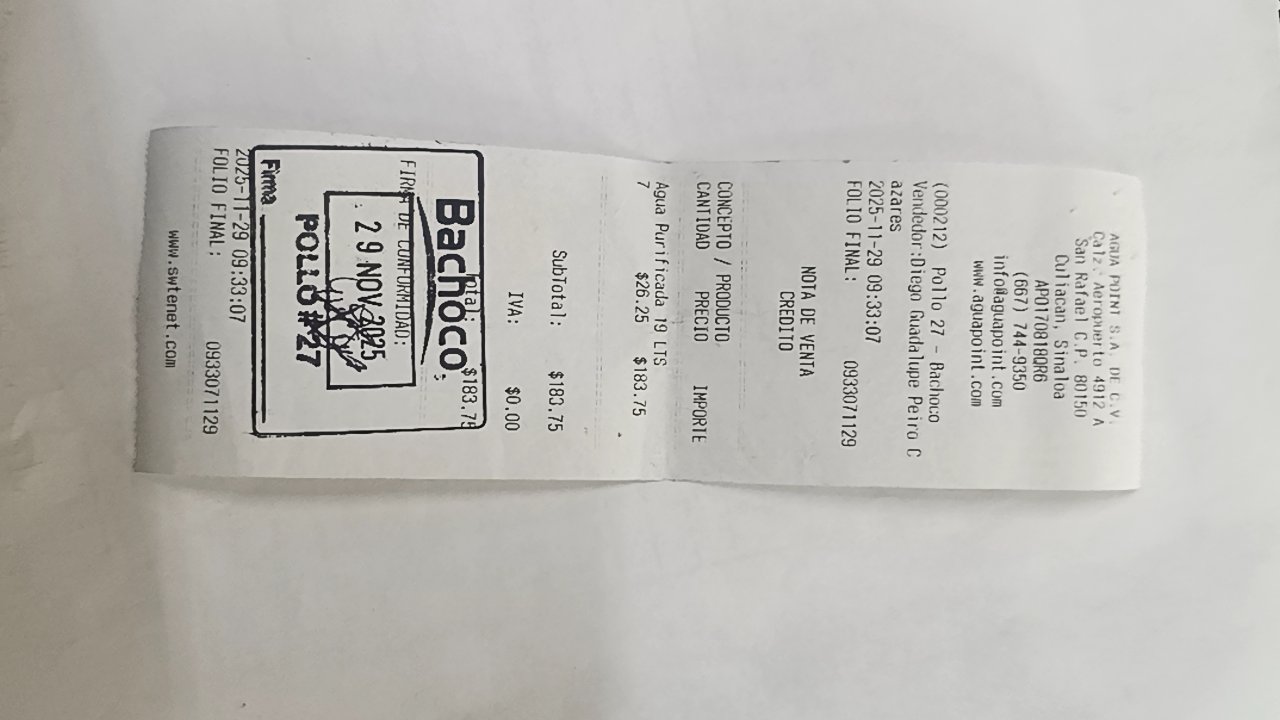 AGUA POINT S.A. DE C.V.
Calz. Aeropuerto 4912 A
San Rafael C.P. 80150
Culiacan, Sinaloa
APO170818QR6
(667) 744-9350
info@aguapoint.com
www.aguapoint.com
(000212) Pollo 27 - Bachoco
Vendedor:Diego Guadalupe Peiro C
azares
2025-11-29 09:33:07
FOLIO FINAL: 0933071129
NOTA DE VENTA
CREDITO
CONCEPTO / PRODUCTO
CANTIDAD PRECIO IMPORTE
Agua Purificada 19 LTS
7 $26.25 $183.75
SubTotal: $183.75
IVA: $0.00
Total: $183.75
Bachoco
FIRMA DE CONFORMIDAD:
29 NOV 2025
POLLO #27
Firma
2025-11-29 09:33:07
FOLIO FINAL: 0933071129
www.swtenet.com